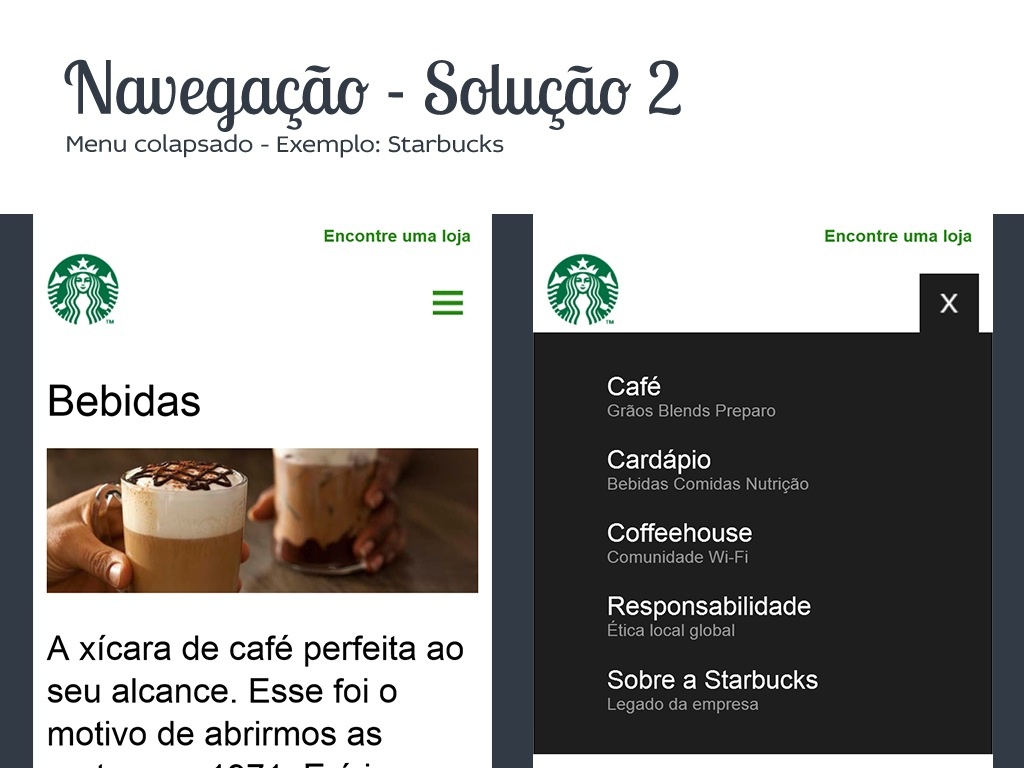 Navegação - Solução 2
Menu colapsado - Exemplo: Starbucks
Encontre uma loja
TM
Bebidas
A xícara de café perfeita ao
seu alcance. Esse foi o
motivo de abrirmos as
Encontre uma loja
TM
X
Café
Grãos Blends Preparo
Cardápio
Bebidas Comidas Nutrição
Coffeehouse
Comunidade Wi-Fi
Responsabilidade
Ética local global
Sobre a Starbucks
Legado da empresa